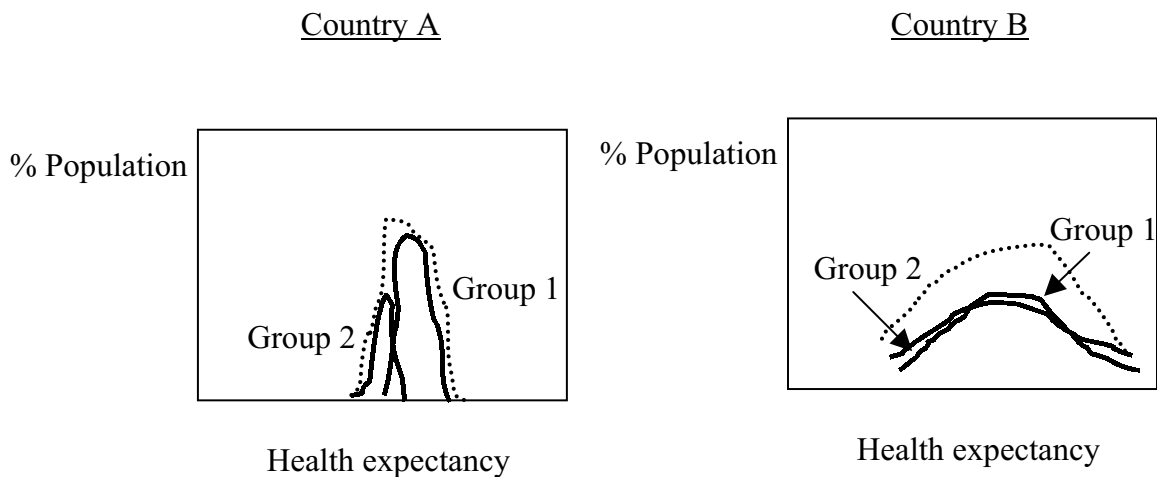 Country A
% Population
Group 1
Group 2
Health expectancy
Country B
% Population
Group 1
Group 2
Health expectancy